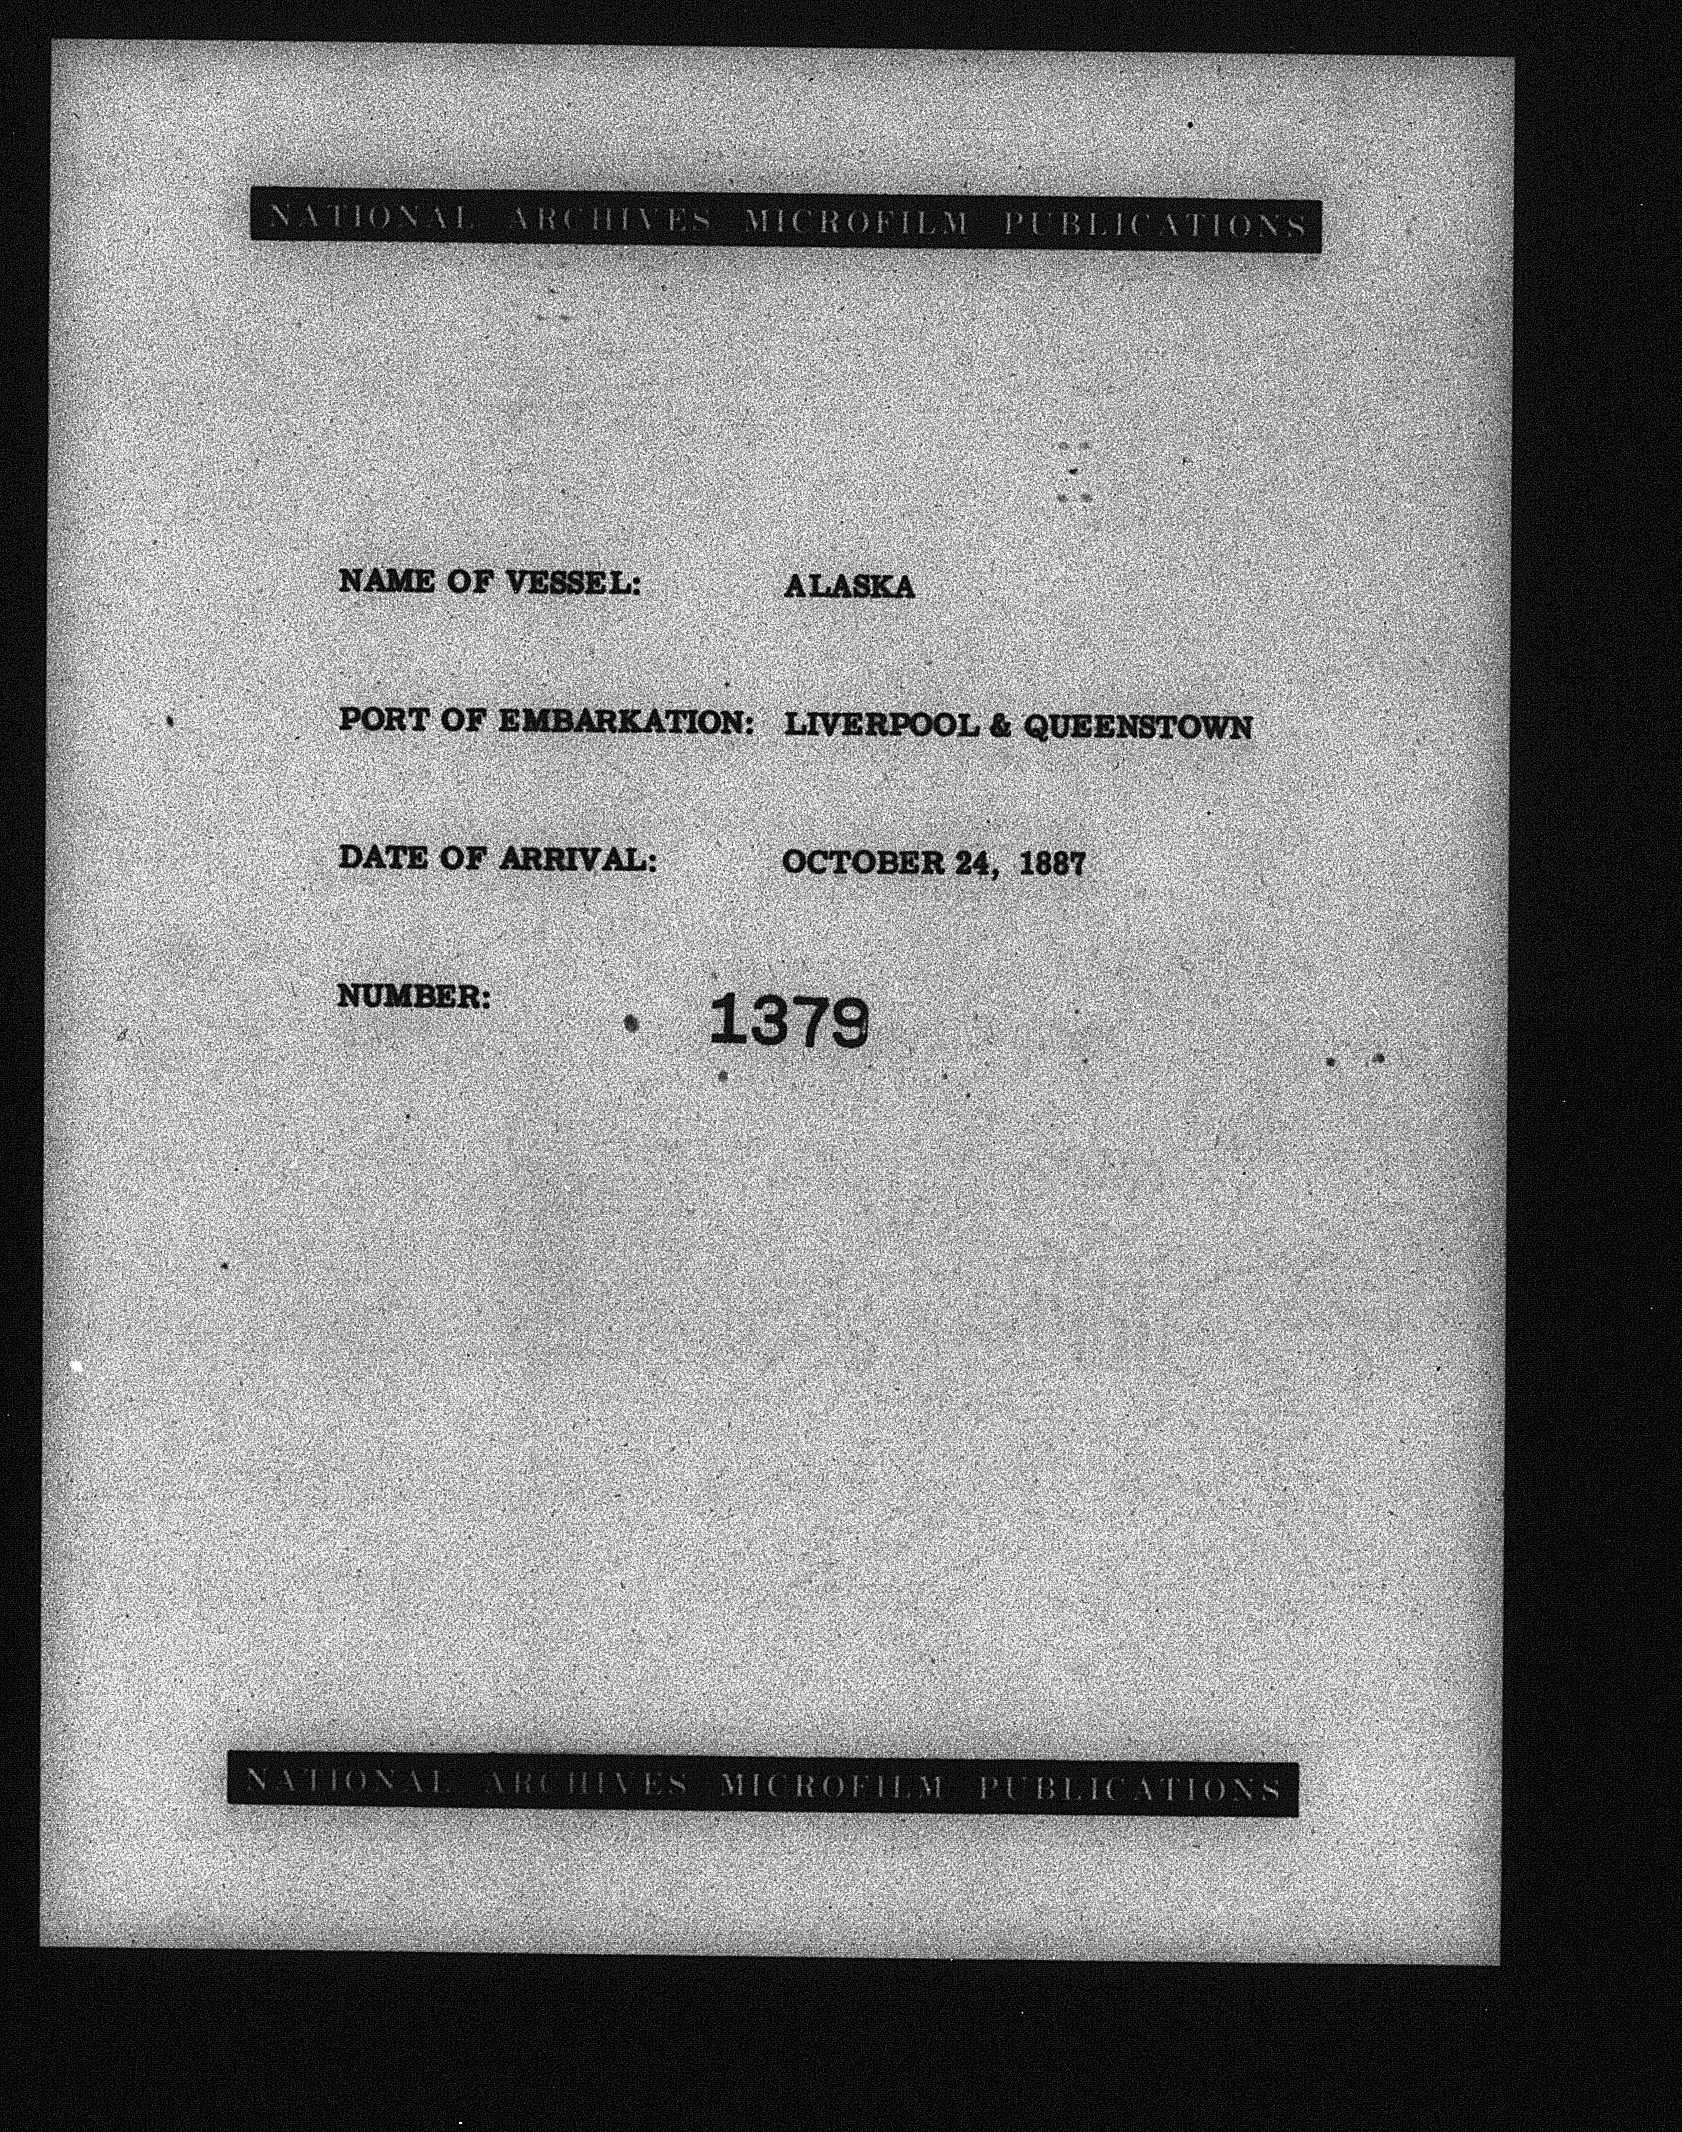 NATIONAL ARCHIVES MICROFILM PUBLICATIONS
NAME OF VESSEL: ALASKA
PORT OF EMBARKATION: LIVERPOOL & QUEENSTOWN
DATE OF ARRIVAL: OCTOBER 24, 1887
NUMBER: 1379
NATIONAL ARCHIVES MICROFILM PUBLICATIONS